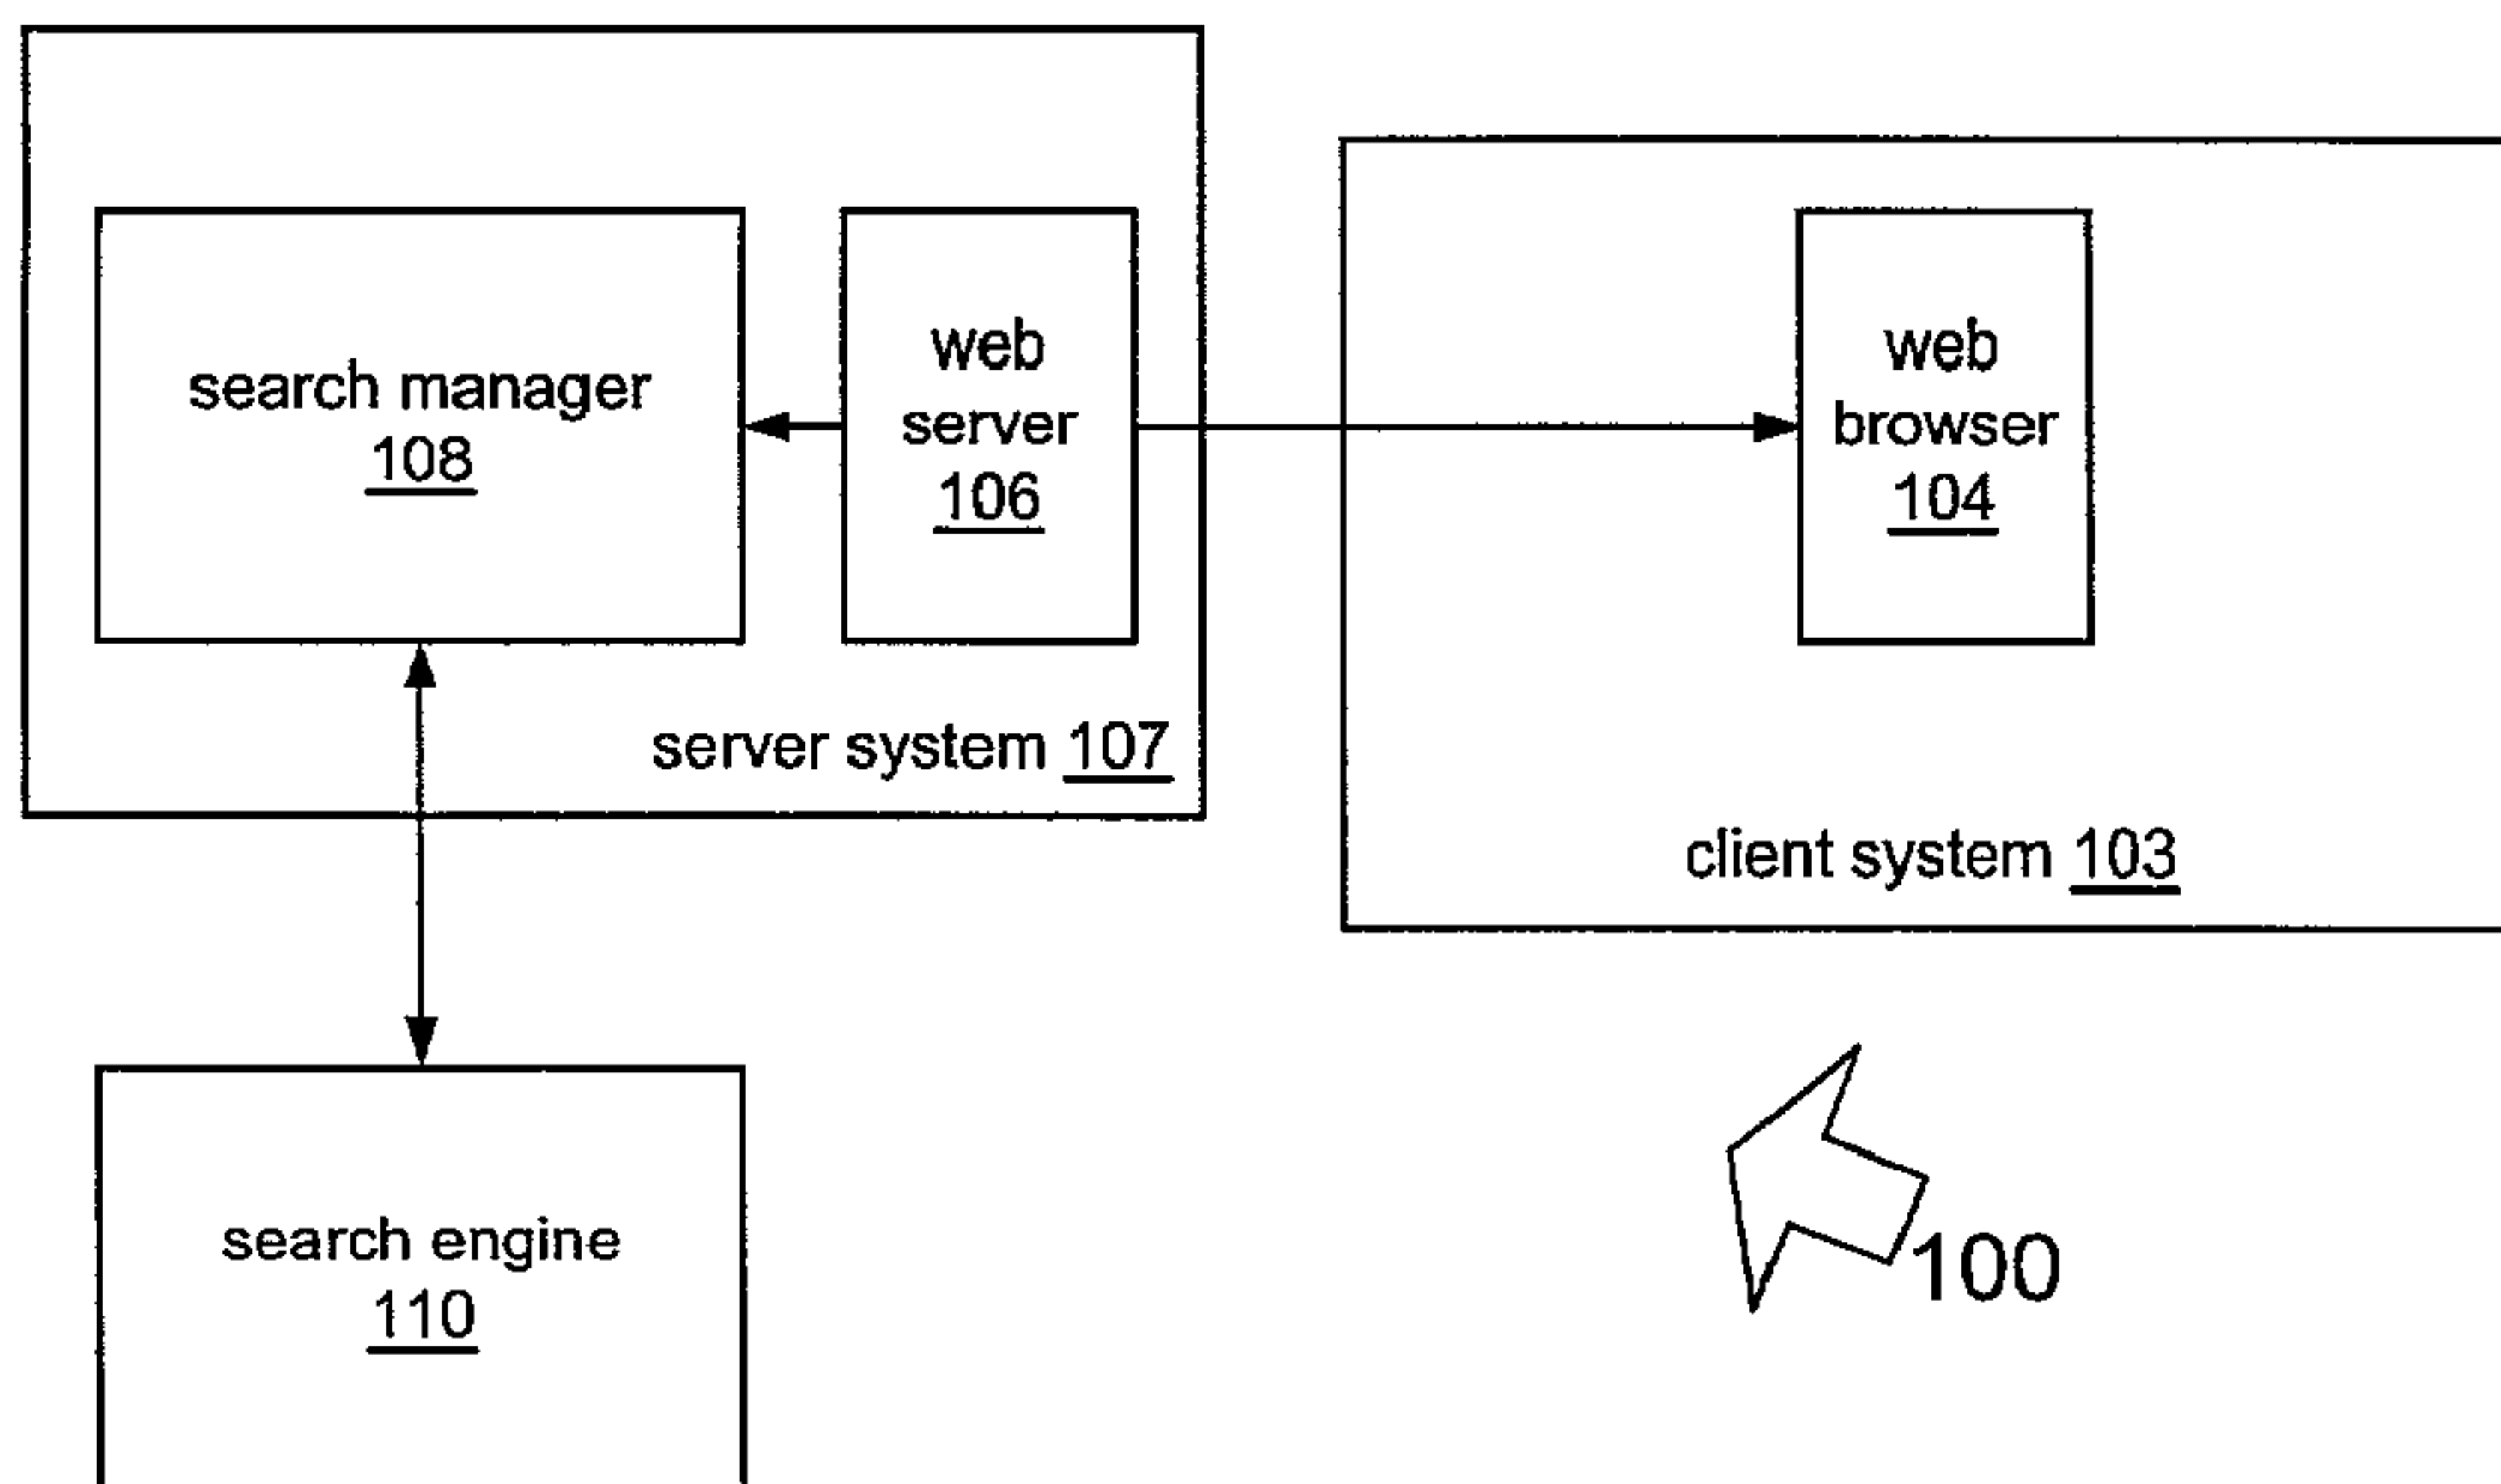 search manager
108
web
server
106
server system 107
web
browser
104
client system 103
search engine
110
100